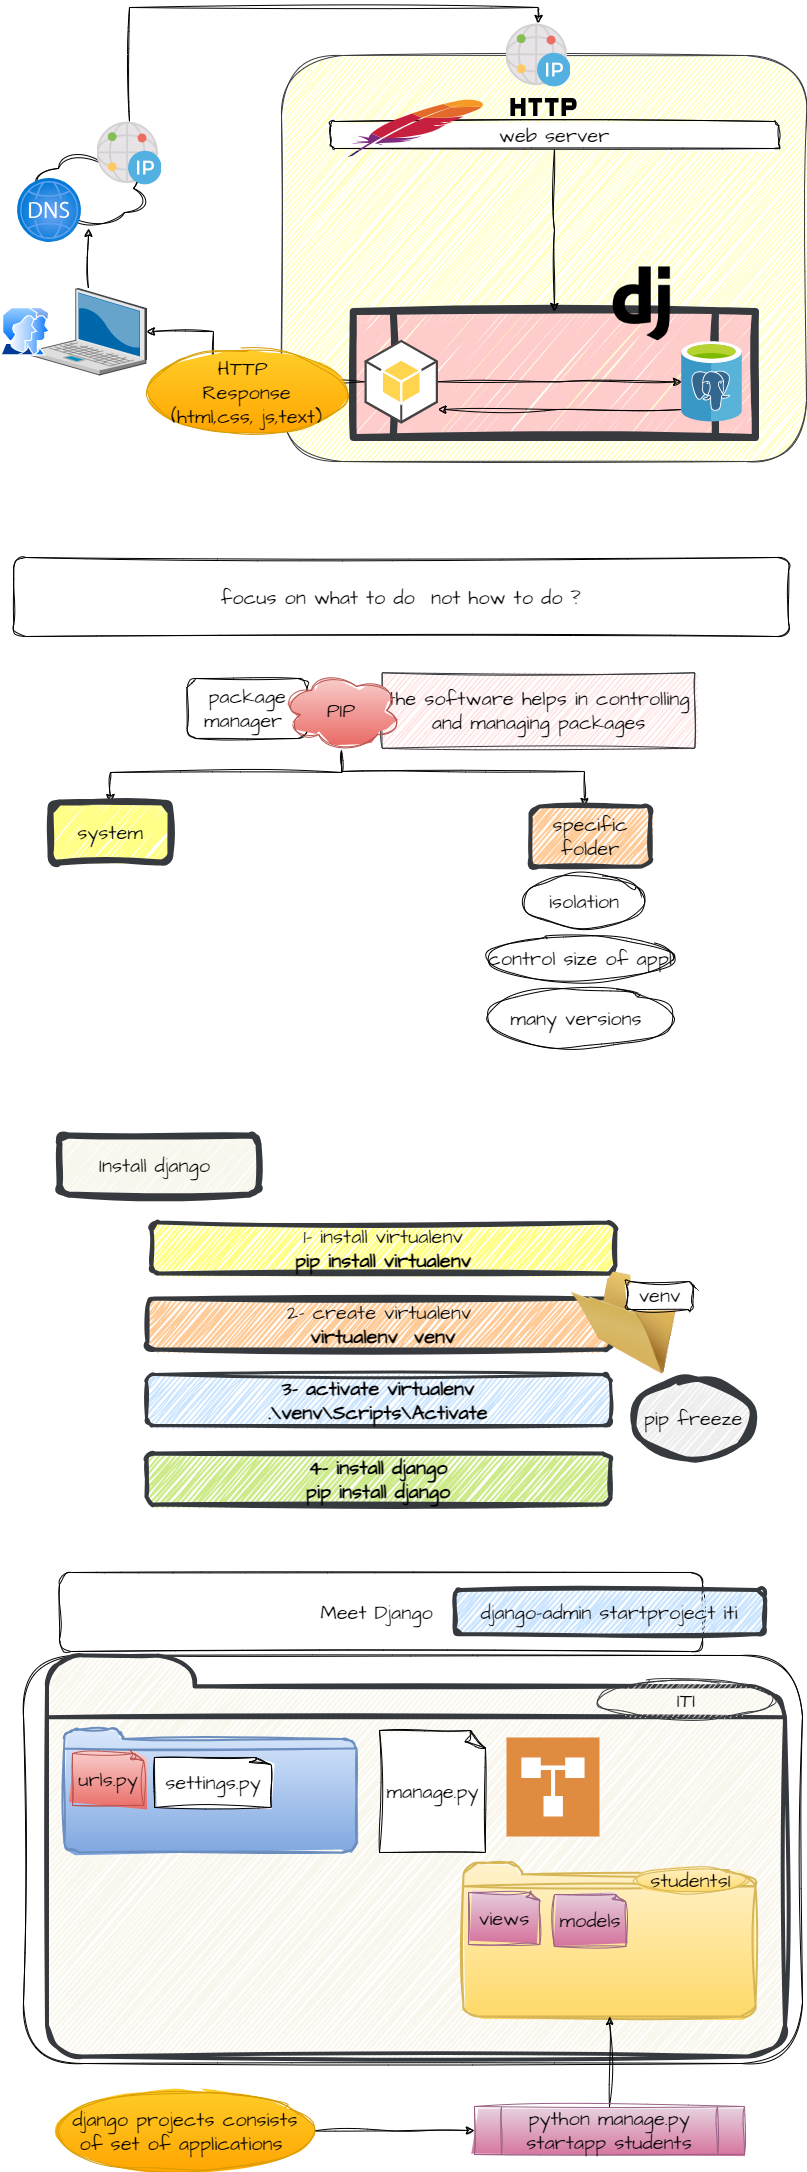 IP
HTTP
web server
IP
DNS
dj
HTTP
Response
(html,css, js,text)
focus on what to do  not how to do ?
package
manager
PIP
the software helps in controlling
and managing packages
system
specific
folder
isolation
control size of app
many versions
Install django
1- install virtualenv
pip install virtualenv
venv
2- create virtualenv
virtualenv  venv
3- activate virtualenv
.\venv\Scripts\Activate
pip freeze
4- install django
pip install django
Meet Django
django-admin startproject iti
ITI
urls.py
settings.py
manage.py
students1
views
models
django projects consists
of set of applications
python manage.py
startapp students